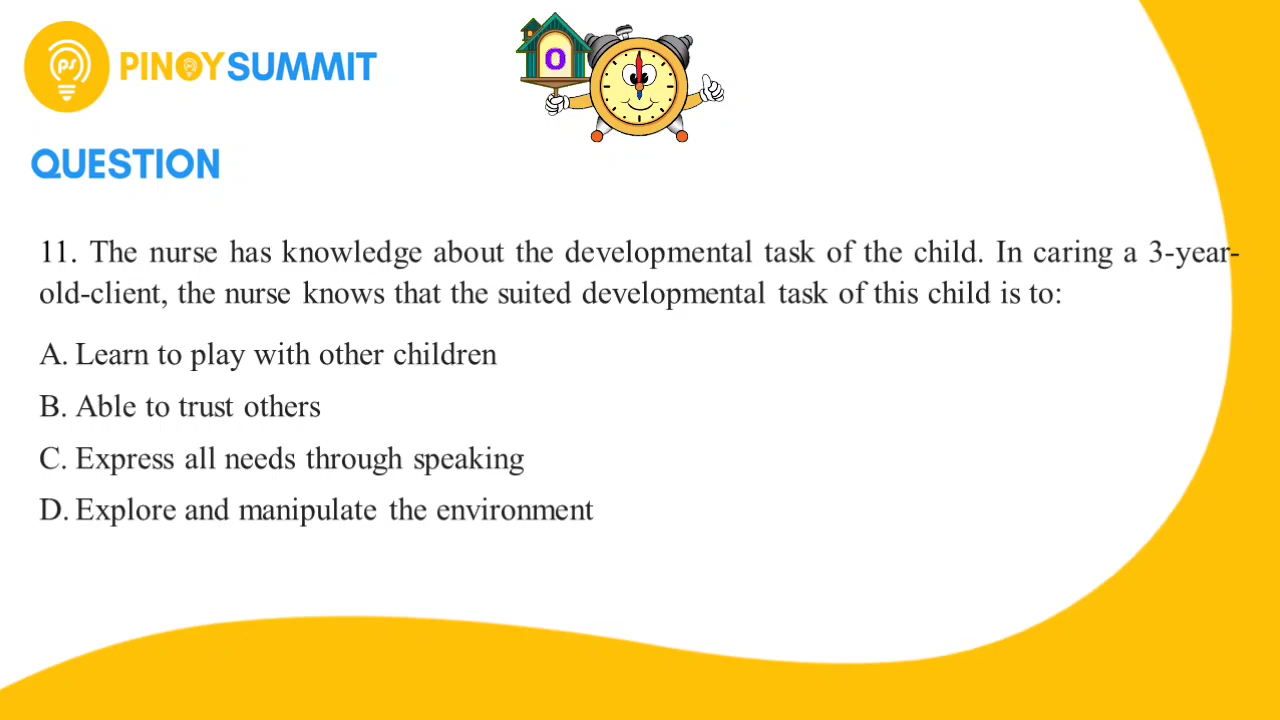 ps
PINOYSUMMIT
O
QUESTION
11. The nurse has knowledge about the developmental task of the child. In caring a 3-year-
old-client, the nurse knows that the suited developmental task of this child is to:
A. Learn to play with other children
B. Able to trust others
C. Express all needs through speaking
D. Explore and manipulate the environment